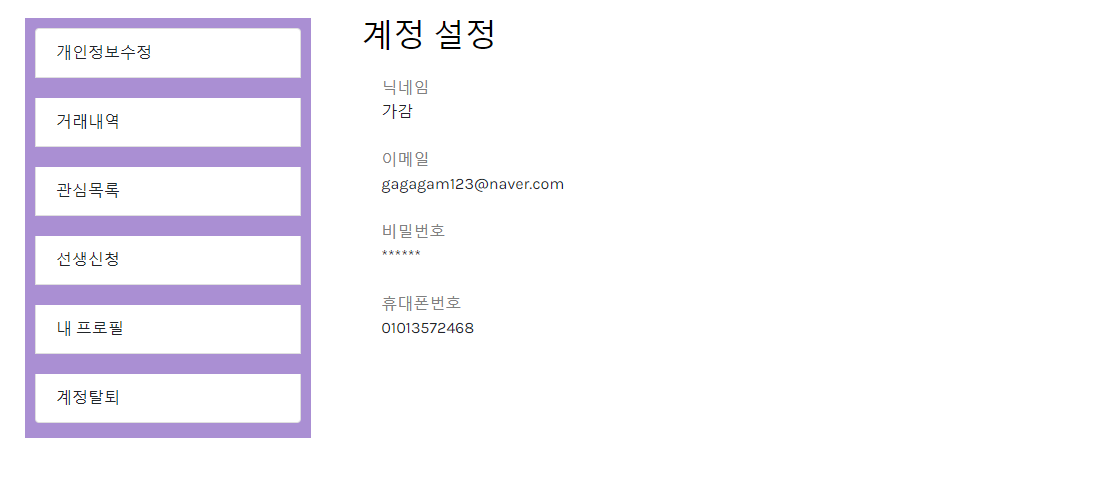 개인정보수정
거래내역
관심목록
선생신청
내 프로필
계정탈퇴
계정 설정
닉네임
가감
이메일
gagagam123@naver.com
비밀번호
******
휴대폰번호
01013572468